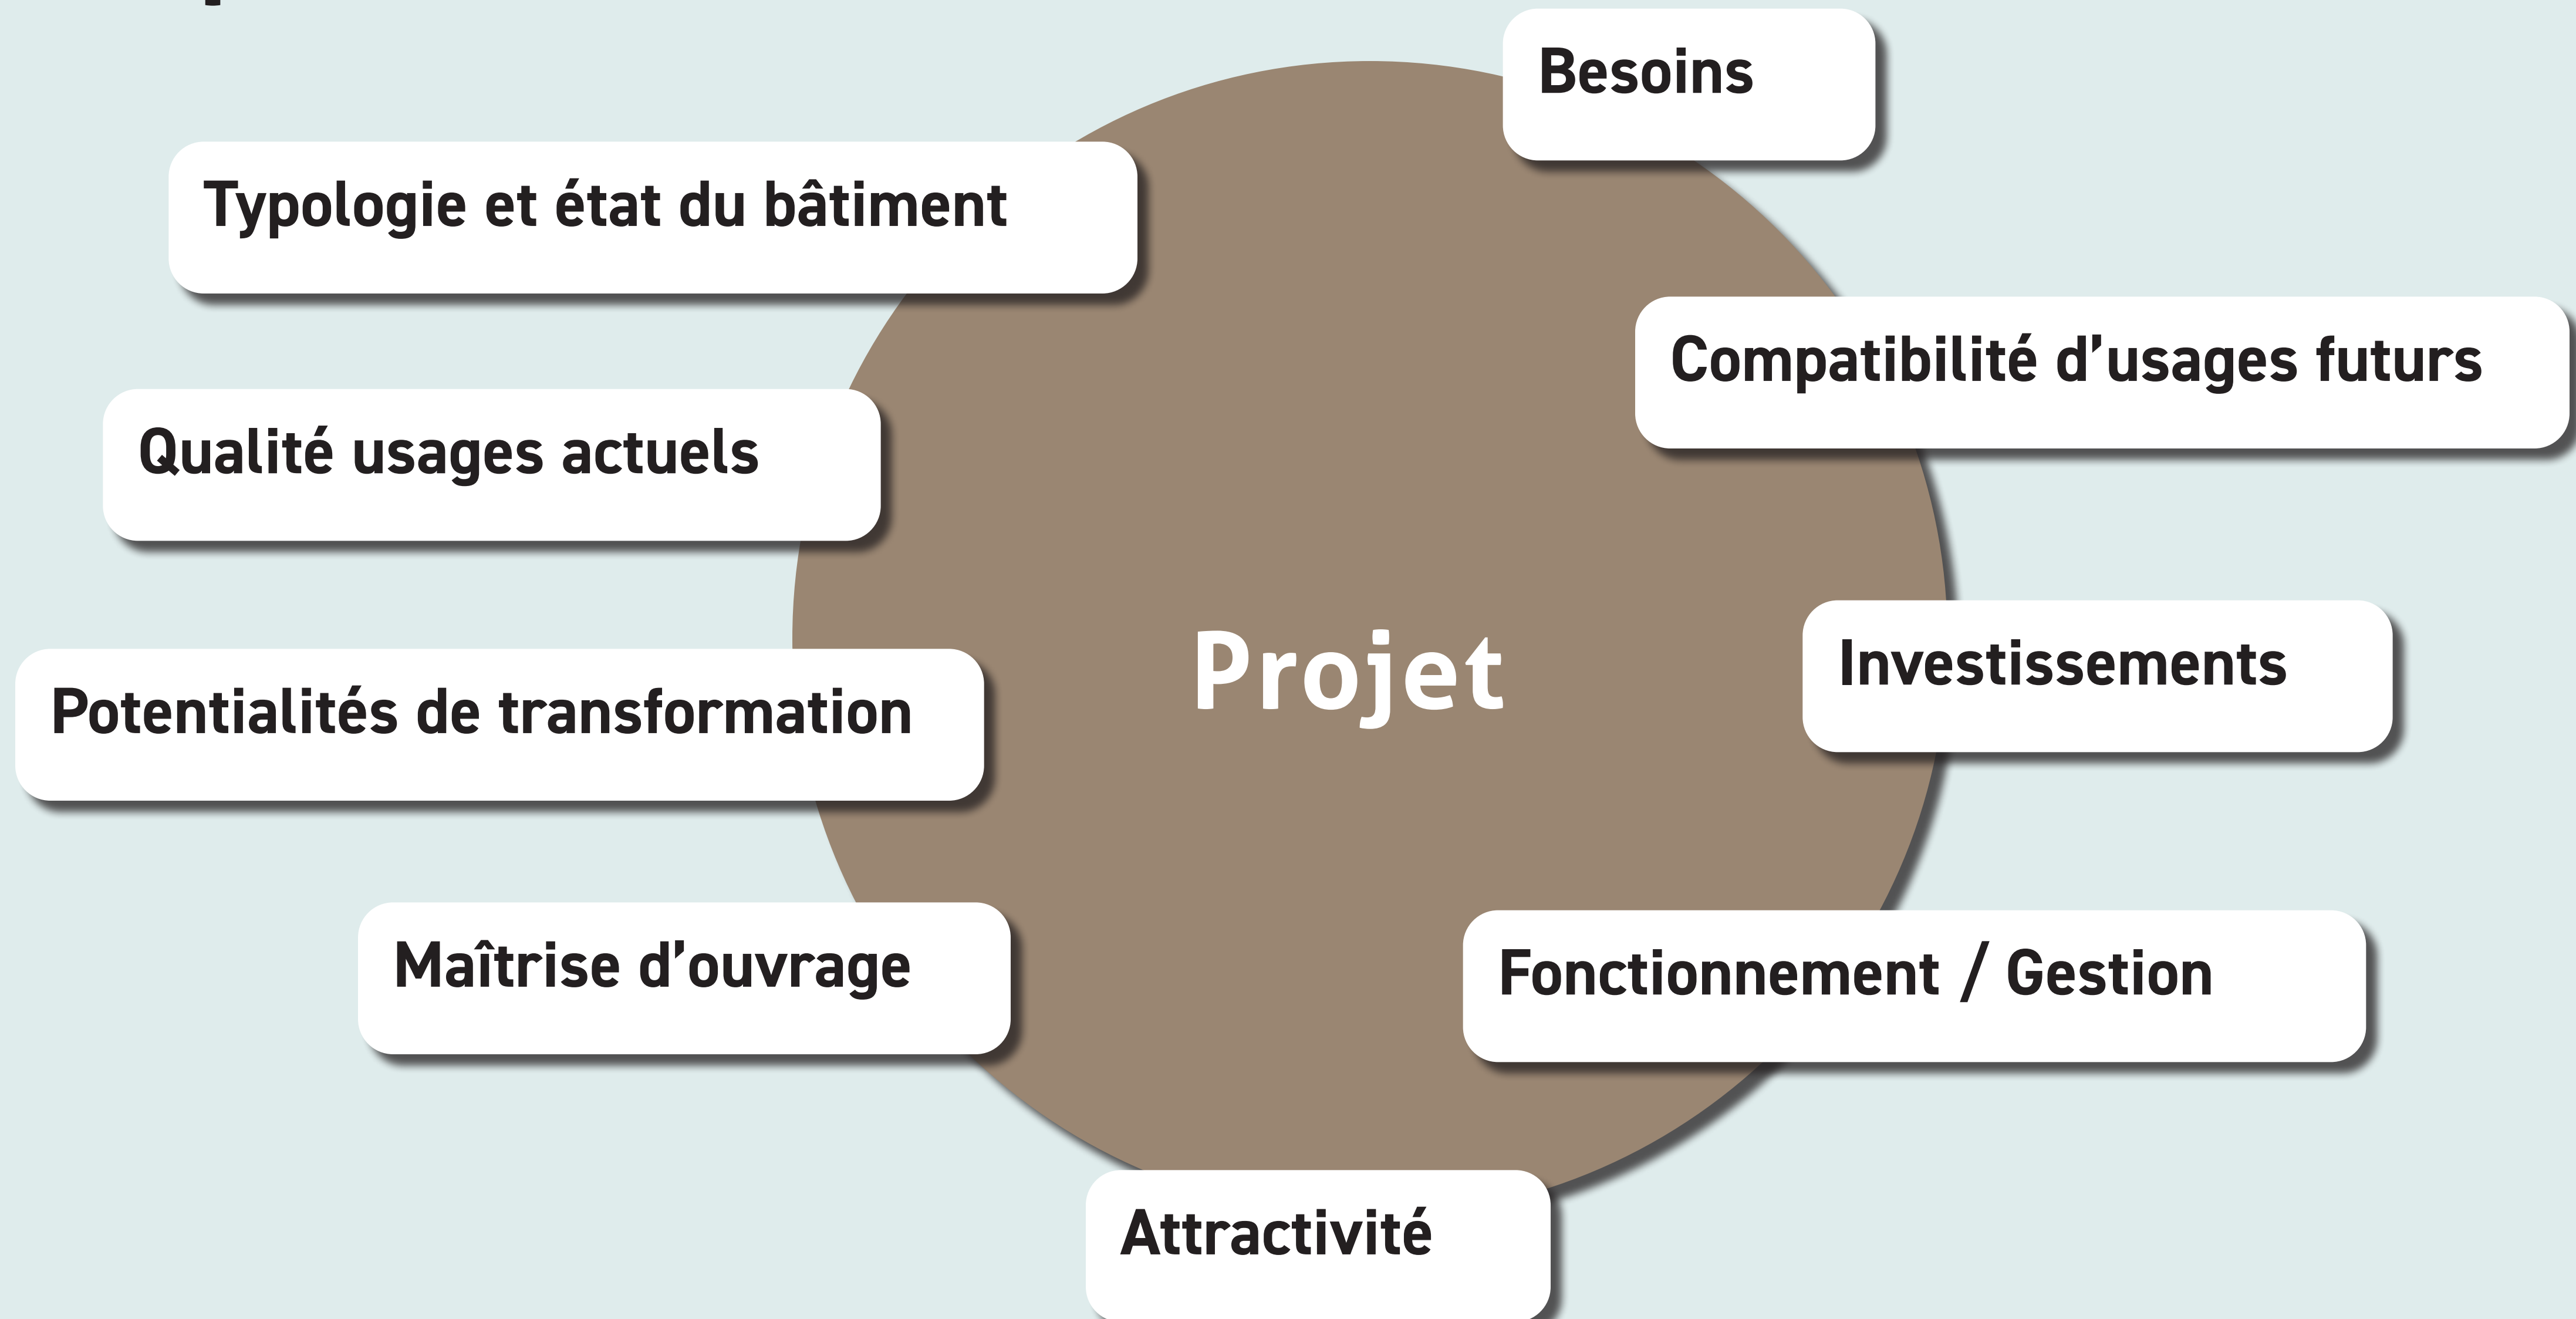 Besoins
Typologie et état du bâtiment
Compatibilité d’usages futurs
Qualité usages actuels
Projet
Investissements
Potentialités de transformation
Maîtrise d’ouvrage
Fonctionnement / Gestion
Attractivité